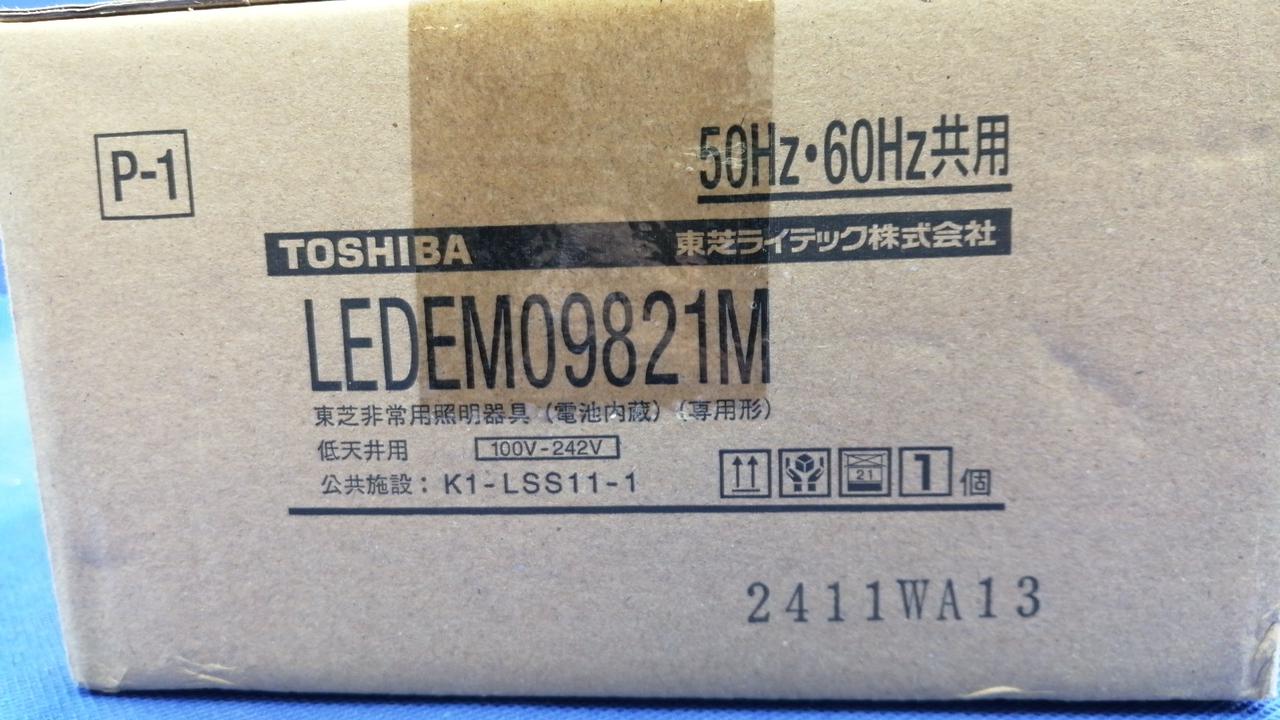 P-1
50Hz・60Hz共用
TOSHIBA 東芝ライテック株式会社
LEDEM09821M
東芝非常用照明器具（電池内蔵）（専用形）
低天井用 100V-242V
公共施設：K1-LSS11-1
21 1個
2411WA13